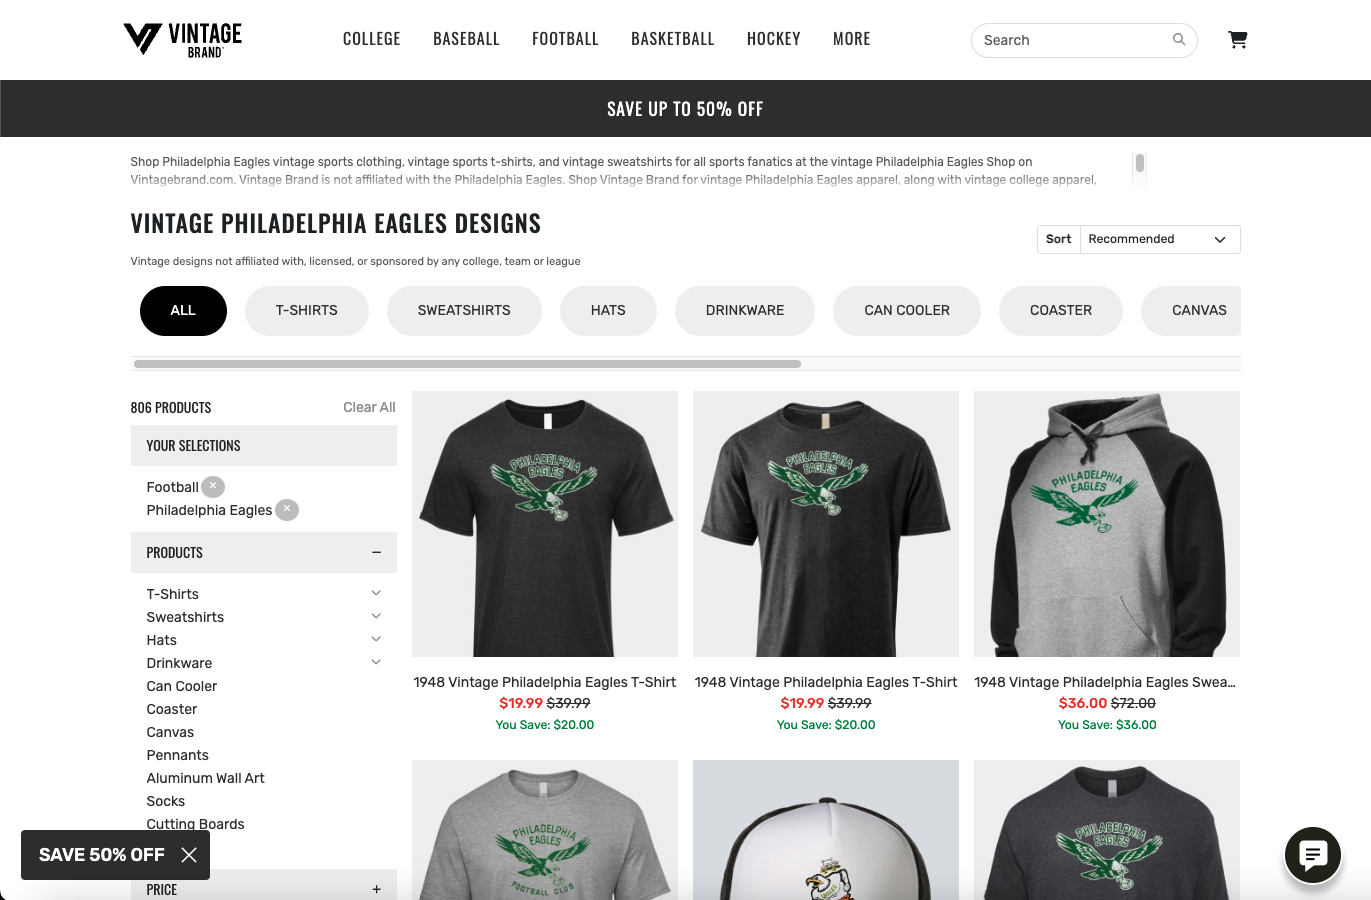 VINTAGE
BRAND
COLLEGE
BASEBALL
FOOTBALL
BASKETBALL
HOCKEY
MORE
Search
SAVE UP TO 50% OFF
Shop Philadelphia Eagles vintage sports clothing, vintage sports t-shirts, and vintage sweatshirts for all sports fanatics at the vintage Philadelphia Eagles Shop on
Vintagebrand.com. Vintage Brand is not affiliated with the Philadelphia Eagles. Shop Vintage Brand for vintage Philadelphia Eagles apparel, along with vintage college apparel,
VINTAGE PHILADELPHIA EAGLES DESIGNS
Vintage designs not affiliated with, licensed, or sponsored by any college, team or league
Sort Recommended
ALL
T-SHIRTS
SWEATSHIRTS
HATS
DRINKWARE
CAN COOLER
COASTER
CANVAS
806 PRODUCTS
Clear All
YOUR SELECTIONS
Football
Philadelphia Eagles
PRODUCTS
T-Shirts
Sweatshirts
Hats
Drinkware
Can Cooler
Coaster
Canvas
Pennants
Aluminum Wall Art
Socks
Cutting Boards
SAVE 50% OFF
PRICE
PHILADELPHIA
EAGLES
1948 Vintage Philadelphia Eagles T-Shirt
$19.99 $39.99
You Save: $20.00
PHILADELPHIA
EAGLES
1948 Vintage Philadelphia Eagles T-Shirt
$19.99 $39.99
You Save: $20.00
PHILADELPHIA
EAGLES
1948 Vintage Philadelphia Eagles Swea...
$36.00 $72.00
You Save: $36.00
PHILADELPHIA
EAGLES
FOOTBALL CLUB
EAGLES
PHILADELPHIA
EAGLES